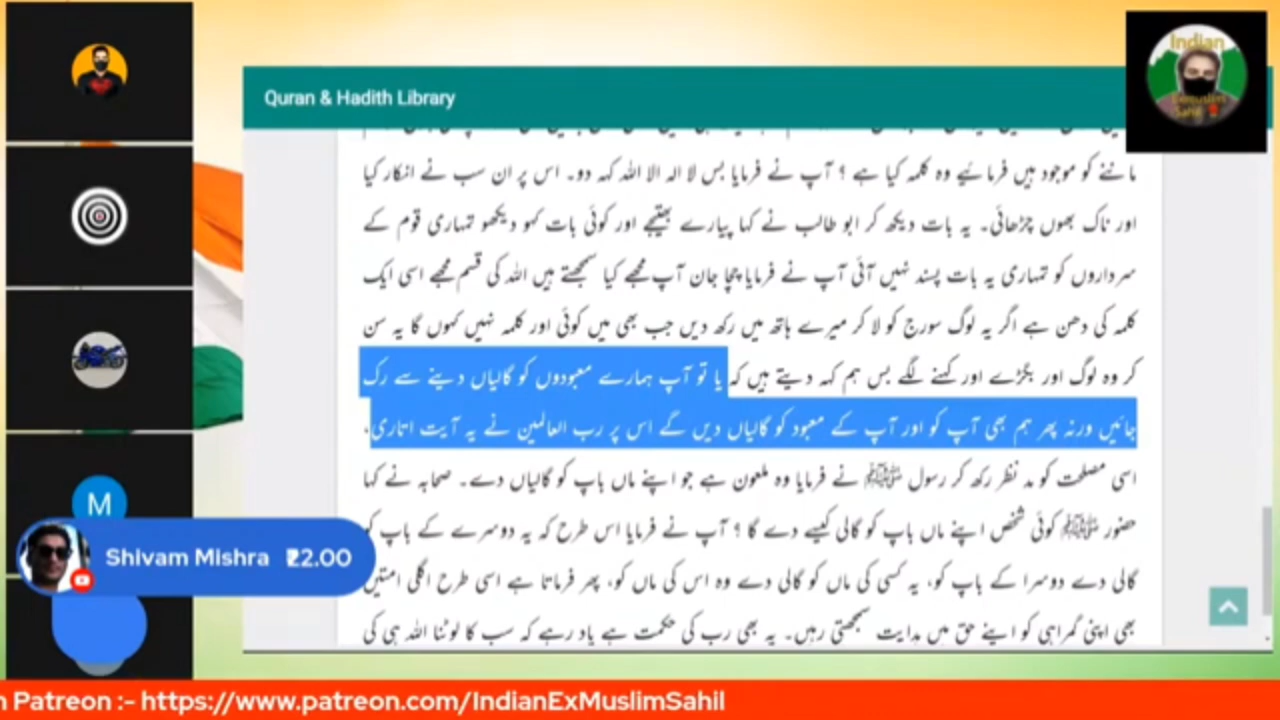 Indian
Exmuslim
Sahil
Quran & Hadith Library
ماننے کو موجود ہیں فرمائیے وہ کلمہ کیا ہے ؟ آپ نے فرمایا بس لا الہ الا اللہ کہہ دو۔ اس پر ان سب نے انکار کیا
اور ناک بھوں چڑھائی۔ یہ بات دیکھ کر ابو طالب نے کہا پیارے بھتیجے اور کوئی بات کہو دیکھو تمہاری قوم کے
سرداروں کو تمہاری یہ بات پسند نہیں آئی آپ نے فرمایا چچا جان آپ مجھے کیا سمجھتے ہیں اللہ کی قسم مجھے اسی ایک
کلمہ کی دھن ہے اگر یہ لوگ سورج کو لا کر میرے ہاتھ میں رکھ دیں جب بھی میں کوئی اور کلمہ نہیں کہوں گا یہ سن
کر وہ لوگ اور بگڑے اور کہنے لگے بس ہم کہہ دیتے ہیں کہ یا تو آپ ہمارے معبودوں کو گالیاں دینے سے رک
جائیں ورنہ پھر ہم بھی آپ کو اور آپ کے معبود کو گالیاں دیں گے اس پر رب العالمین نے یہ آیت اتاری،
اسی مصلحت کو مد نظر رکھ کر رسول ﷺ نے فرمایا وہ ملعون ہے جو اپنے ماں باپ کو گالیاں دے۔ صحابہ نے کہا
حضور ﷺ کوئی شخص اپنے ماں باپ کو گالی کیسے دے گا ؟ آپ نے فرمایا اس طرح کہ یہ دوسرے کے باپ کو
گالی دے دوسرا کے باپ کو، یہ کسی کی ماں کو گالی دے وہ اس کی ماں کو، پھر فرماتا ہے اسی طرح اگلی امتیں
بھی اپنی گمراہی کو اپنے حق میں ہدایت سمجھتی رہیں۔ یہ بھی رب کی حکمت ہے یاد رہے کہ سب کا لوٹنا اللہ ہی کی
M
Shivam Mishra ₹22.00
n Patreon :- https://www.patreon.com/IndianExMuslimSahil